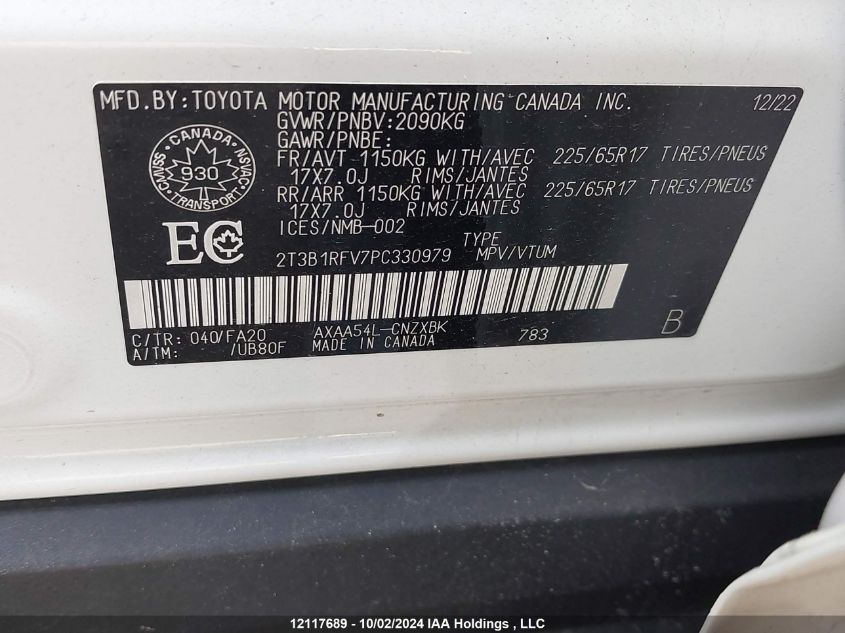 MFD.BY:TOYOTA MOTOR MANUFACTURING CANADA INC. 12/22
GVWR/PNBV:2090KG
GAWR/PNBE:
FR/AVT 1150KG WITH/AVEC 225/65R17 TIRES/PNEUS
17X7.0J RIMS/JANTES
RR/ARR 1150KG WITH/AVEC 225/65R17 TIRES/PNEUS
17X7.0J RIMS/JANTES
ICES/NMB-002
CANADA
CMVSS
930
NSVAC
TRANSPORT
EC
TYPE
2T3B1RFV7PC330979 MPV/VTUM
C/TR: 040/FA20 AXAA54L-CNZXBK 783 B
A/TM: /UB80F MADE IN CANADA
12117689 - 10/02/2024 IAA Holdings , LLC